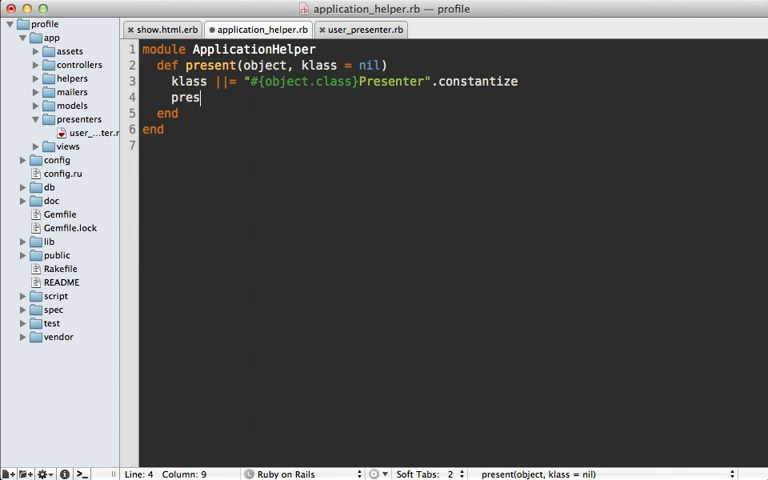 application_helper.rb — profile
profile
app
assets
controllers
helpers
mailers
models
presenters
user_...ter.r
views
config
config.ru
db
doc
Gemfile
Gemfile.lock
lib
public
Rakefile
README
script
spec
test
vendor
show.html.erb
application_helper.rb
user_presenter.rb
1 module ApplicationHelper
2 def present(object, klass = nil)
3 klass ||= "#{object.class}Presenter".constantize
4 pres
5 end
6 end
7
Line: 4 Column: 9
Ruby on Rails
Soft Tabs: 2
present(object, klass = nil)